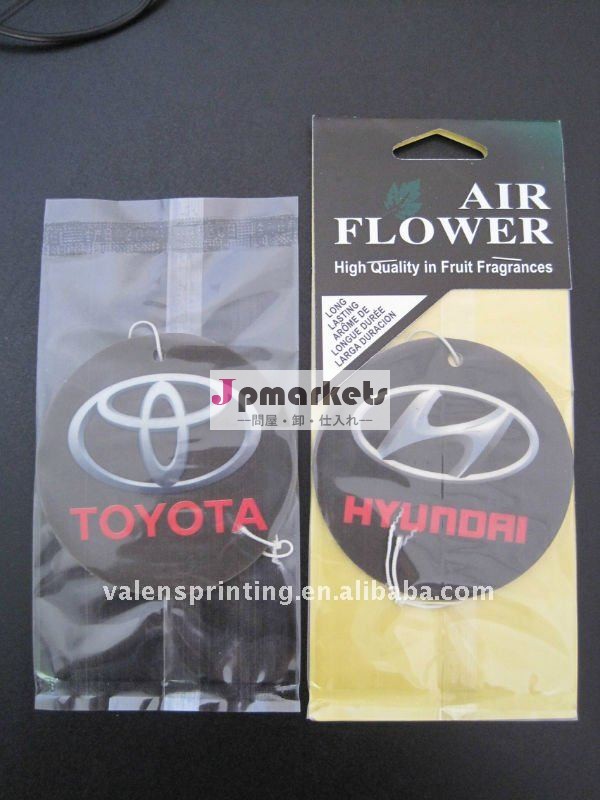 AIR
FLOWER
High Quality in Fruit Fragrances
LONG
LASTING
ARÔME DE
LONGUE DURÉE
LARGA DURACION
Jpmarkets
―問屋・卸・仕入れ―
TOYOTA
HYUNDAI
valensprinting.en.alibaba.com